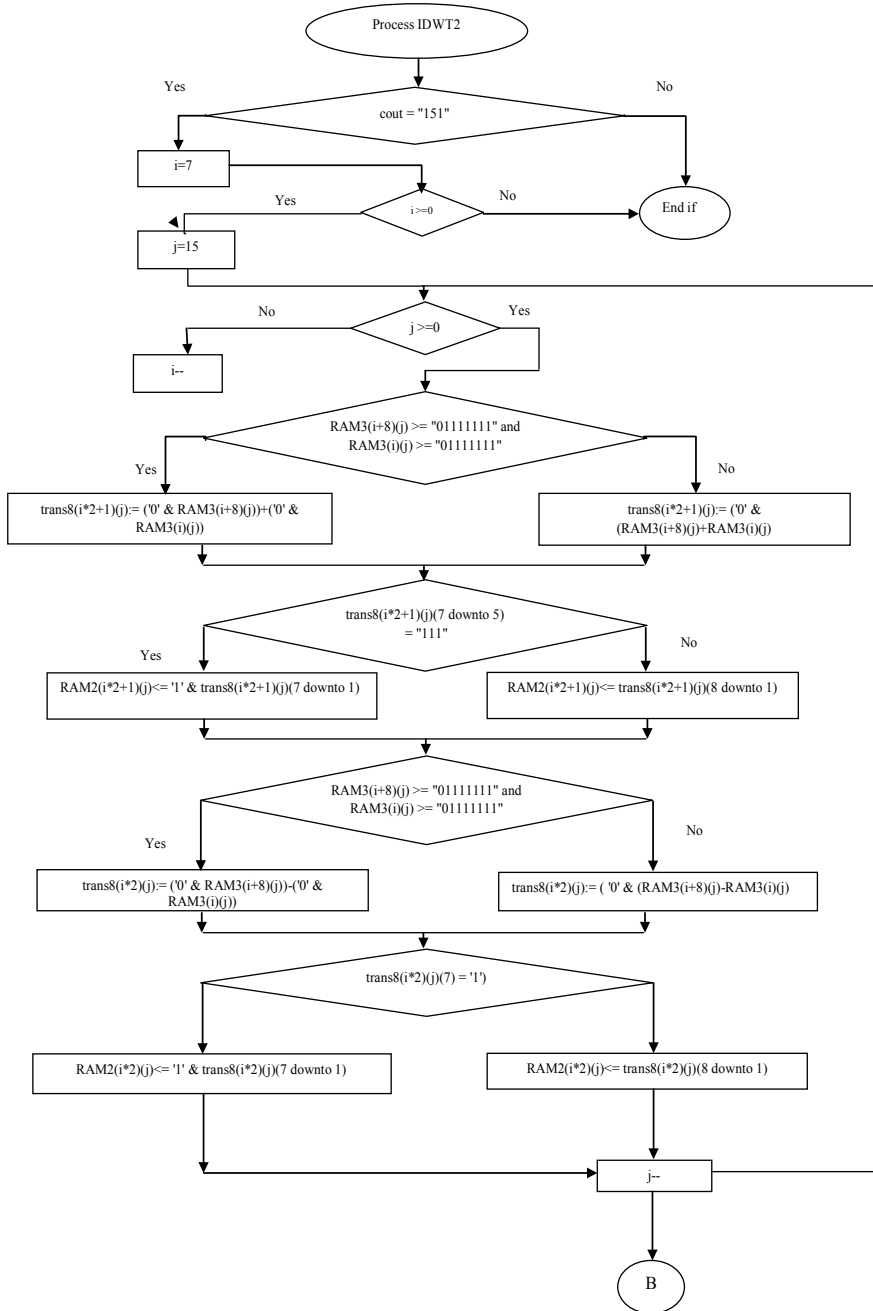 Process IDWT2
Yes
No
cout = "151"
i=7
Yes
i >=0
No
End if
j=15
No
j >=0
Yes
i--
RAM3(i+8)(j) >= "01111111" and
RAM3(i)(j) >= "01111111"
Yes
No
trans8(i*2+1)(j):= ('0' & RAM3(i+8)(j))+('0' &
RAM3(i)(j))
trans8(i*2+1)(j):= ('0' &
(RAM3(i+8)(j)+RAM3(i)(j)
trans8(i*2+1)(j)(7 downto 5)
= "111"
Yes
No
RAM2(i*2+1)(j)<= '1' & trans8(i*2+1)(j)(7 downto 1)
RAM2(i*2+1)(j)<= trans8(i*2+1)(j)(8 downto 1)
RAM3(i+8)(j) >= "01111111" and
RAM3(i)(j) >= "01111111"
Yes
No
trans8(i*2)(j):= ('0' & RAM3(i+8)(j))-('0' &
RAM3(i)(j))
trans8(i*2)(j):= ( '0' & (RAM3(i+8)(j)-RAM3(i)(j)
trans8(i*2)(j)(7) = '1')
RAM2(i*2)(j)<= '1' & trans8(i*2)(j)(7 downto 1)
RAM2(i*2)(j)<= trans8(i*2)(j)(8 downto 1)
j--
B